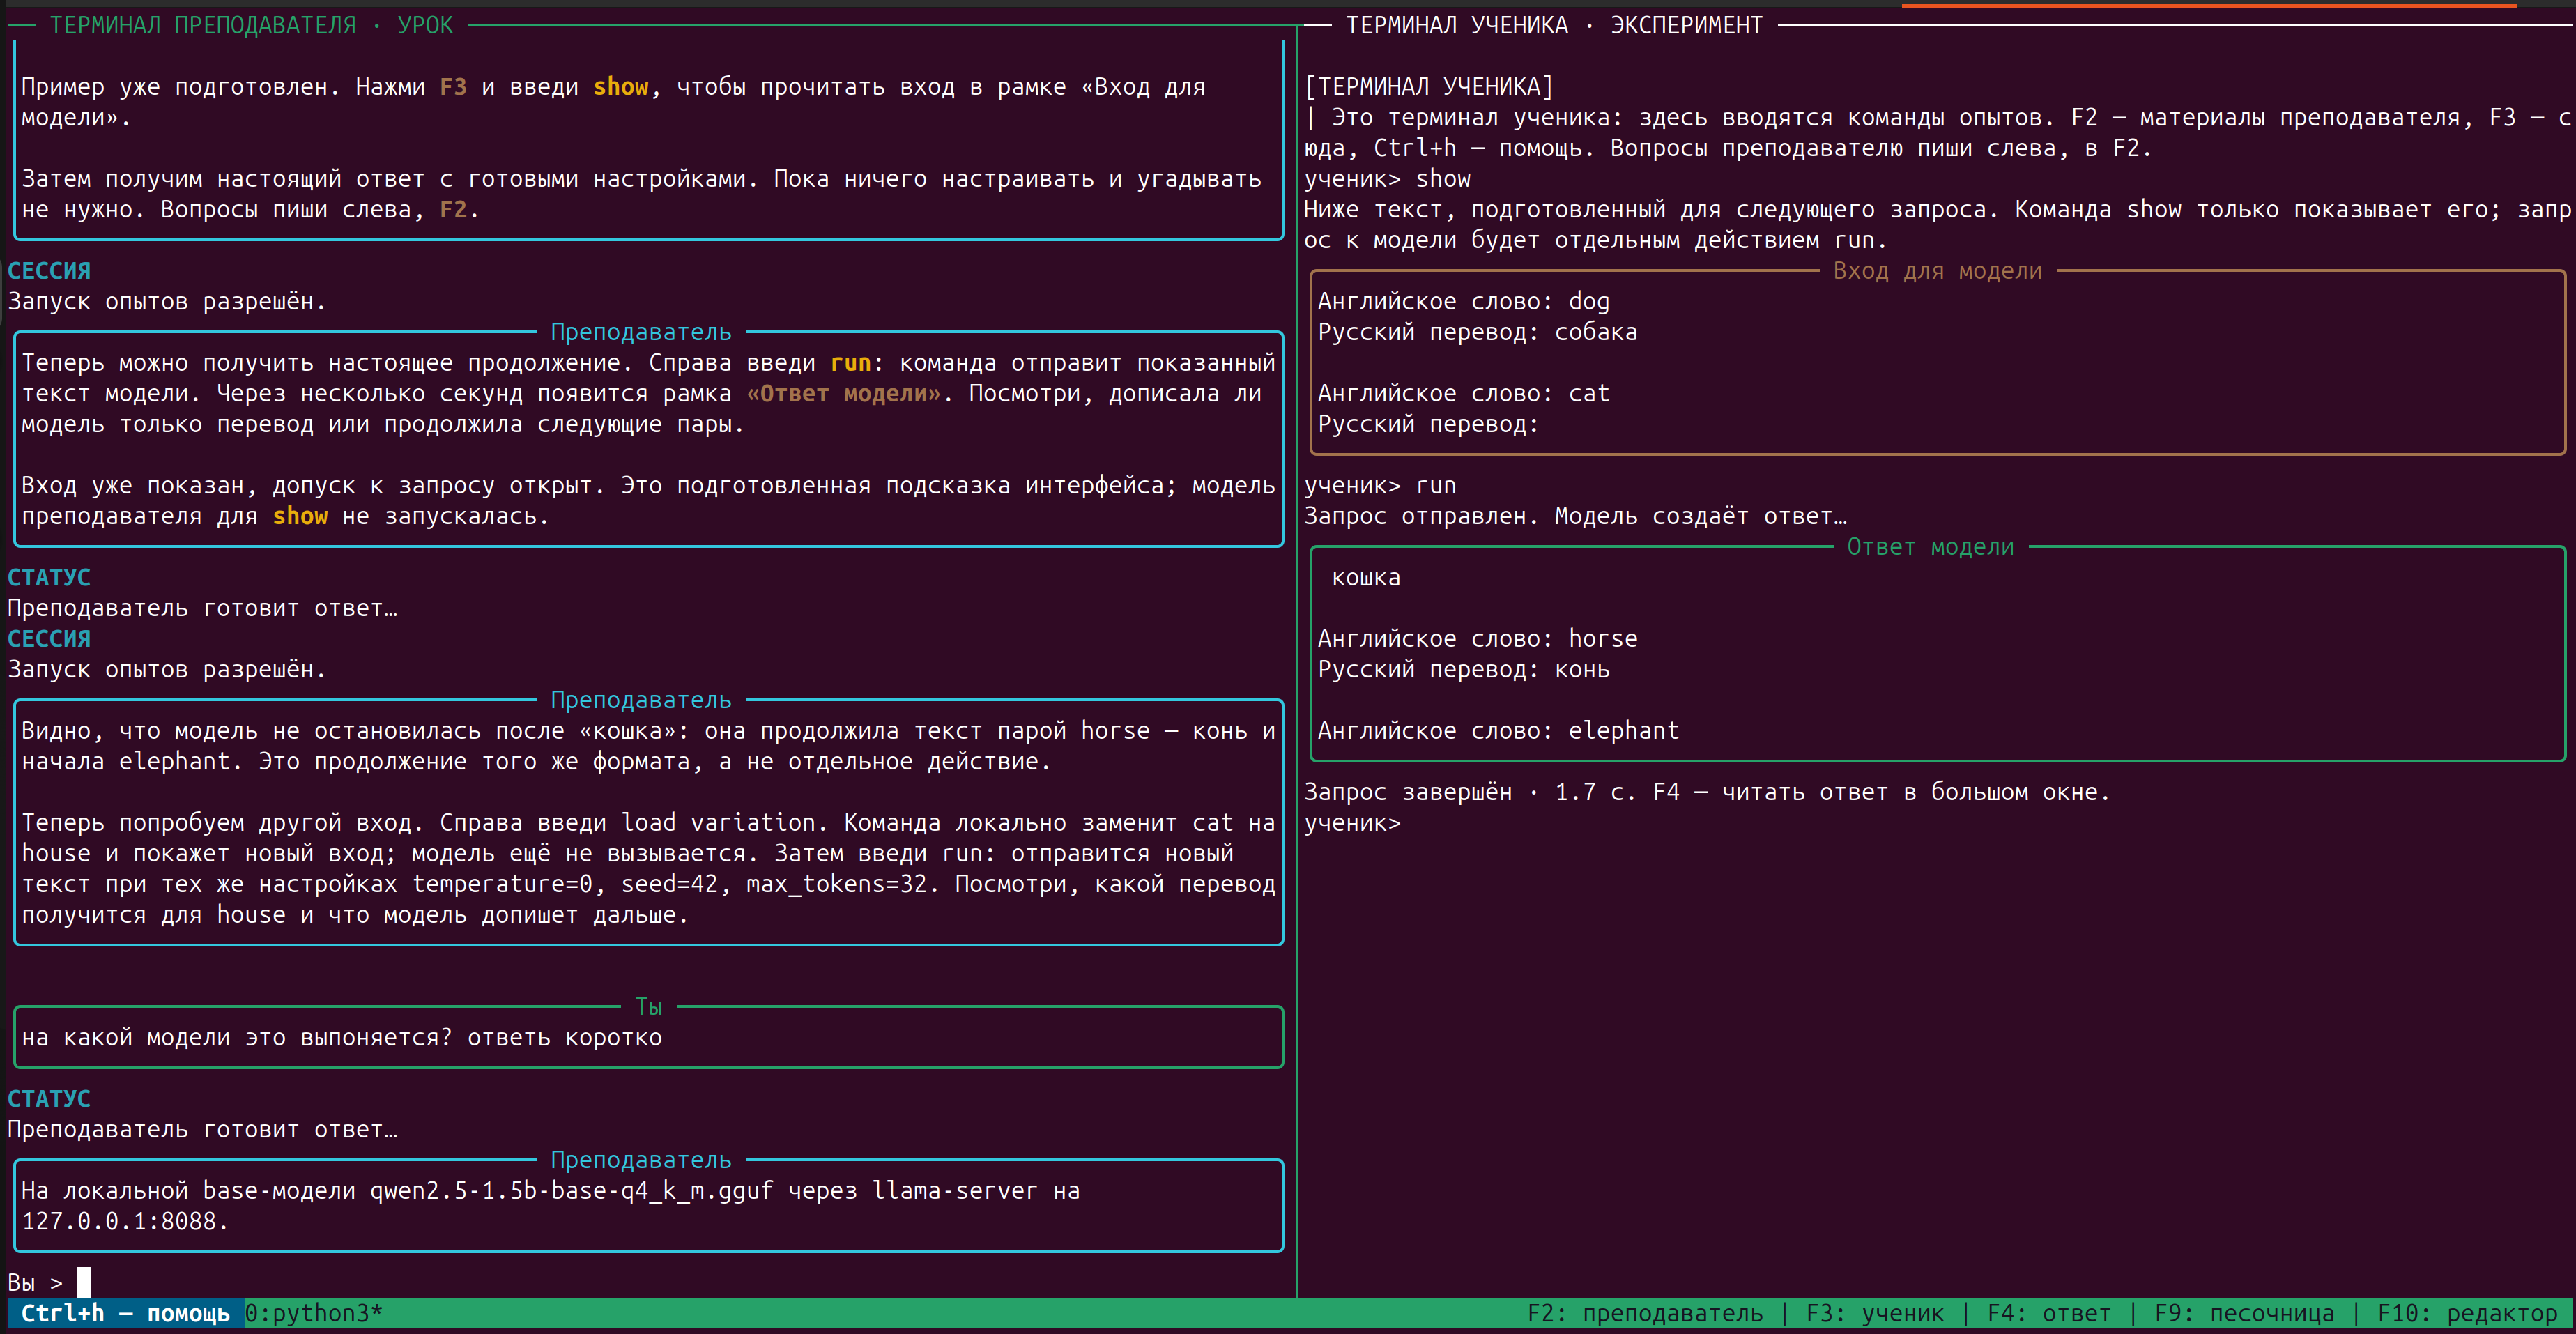 ТЕРМИНАЛ ПРЕПОДАВАТЕЛЯ · УРОК
Пример уже подготовлен. Нажми F3 и введи show, чтобы прочитать вход в рамке «Вход для
модели».
Затем получим настоящий ответ с готовыми настройками. Пока ничего настраивать и угадывать
не нужно. Вопросы пиши слева, F2.
СЕССИЯ
Запуск опытов разрешён.
Преподаватель
Теперь можно получить настоящее продолжение. Справа введи run: команда отправит показанный
текст модели. Через несколько секунд появится рамка «Ответ модели». Посмотри, дописала ли
модель только перевод или продолжила следующие пары.
Вход уже показан, допуск к запросу открыт. Это подготовленная подсказка интерфейса; модель
преподавателя для show не запускалась.
СТАТУС
Преподаватель готовит ответ…
СЕССИЯ
Запуск опытов разрешён.
Преподаватель
Видно, что модель не остановилась после «кошка»: она продолжила текст парой horse — конь и
начала elephant. Это продолжение того же формата, а не отдельное действие.
Теперь попробуем другой вход. Справа введи load variation. Команда локально заменит cat на
house и покажет новый вход; модель ещё не вызывается. Затем введи run: отправится новый
текст при тех же настройках temperature=0, seed=42, max_tokens=32. Посмотри, какой перевод
получится для house и что модель допишет дальше.
Ты
на какой модели это выпоняется? ответь коротко
СТАТУС
Преподаватель готовит ответ…
Преподаватель
На локальной base-модели qwen2.5-1.5b-base-q4_k_m.gguf через llama-server на
127.0.0.1:8088.
Вы >
ТЕРМИНАЛ УЧЕНИКА · ЭКСПЕРИМЕНТ
[ТЕРМИНАЛ УЧЕНИКА]
| Это терминал ученика: здесь вводятся команды опытов. F2 — материалы преподавателя, F3 — с
юда, Ctrl+h — помощь. Вопросы преподавателю пиши слева, в F2.
ученик> show
Ниже текст, подготовленный для следующего запроса. Команда show только показывает его; запр
ос к модели будет отдельным действием run.
Вход для модели
Английское слово: dog
Русский перевод: собака
Английское слово: cat
Русский перевод:
ученик> run
Запрос отправлен. Модель создаёт ответ…
Ответ модели
кошка
Английское слово: horse
Русский перевод: конь
Английское слово: elephant
Запрос завершён · 1.7 с. F4 — читать ответ в большом окне.
ученик>
Ctrl+h — помощь 0:python3*
F2: преподаватель | F3: ученик | F4: ответ | F9: песочница | F10: редактор